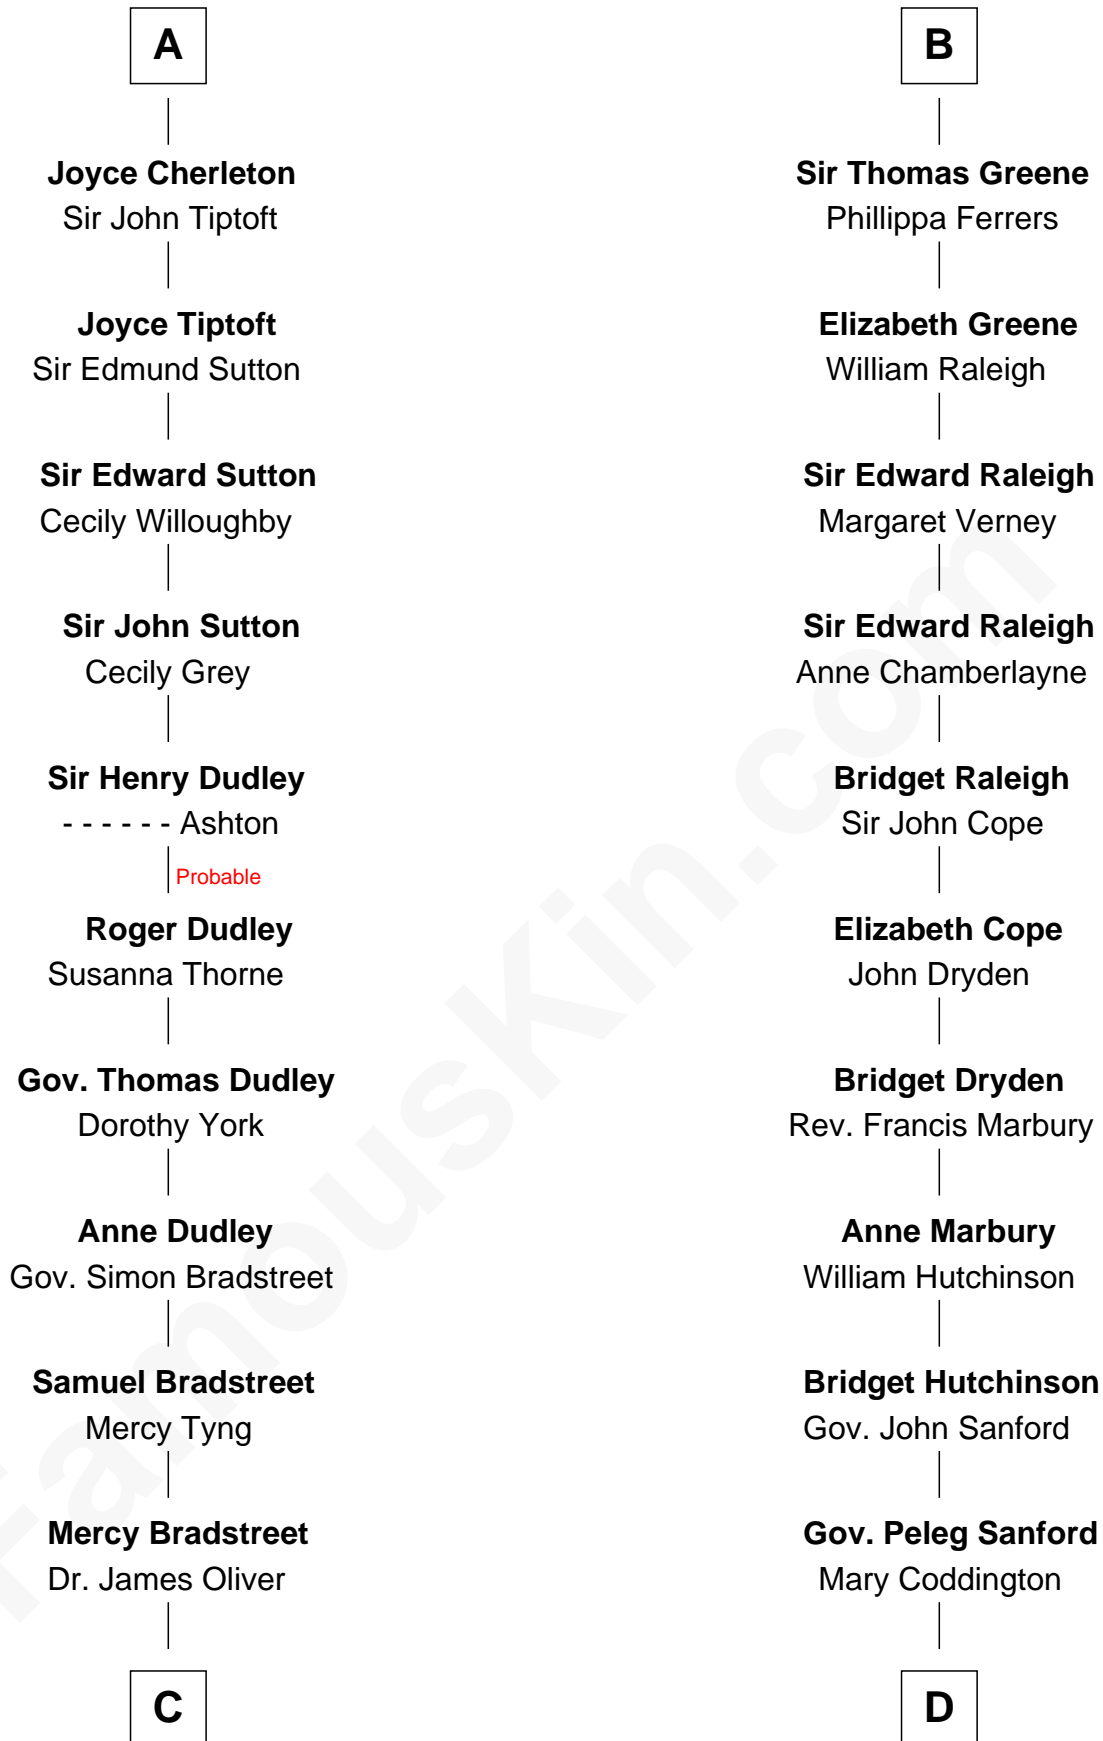 A
Joyce Cherleton
Sir John Tiptoft
Joyce Tiptoft
Sir Edmund Sutton
Sir Edward Sutton
Cecily Willoughby
Sir John Sutton
Cecily Grey
Sir Henry Dudley
- - - - - - Ashton
Probable
Roger Dudley
Susanna Thorne
Gov. Thomas Dudley
Dorothy York
Anne Dudley
Gov. Simon Bradstreet
Samuel Bradstreet
Mercy Tyng
Mercy Bradstreet
Dr. James Oliver
C
B
Sir Thomas Greene
Phillippa Ferrers
Elizabeth Greene
William Raleigh
Sir Edward Raleigh
Margaret Verney
Sir Edward Raleigh
Anne Chamberlayne
Bridget Raleigh
Sir John Cope
Elizabeth Cope
John Dryden
Bridget Dryden
Rev. Francis Marbury
Anne Marbury
William Hutchinson
Bridget Hutchinson
Gov. John Sanford
Gov. Peleg Sanford
Mary Coddington
D
FamousKin.com